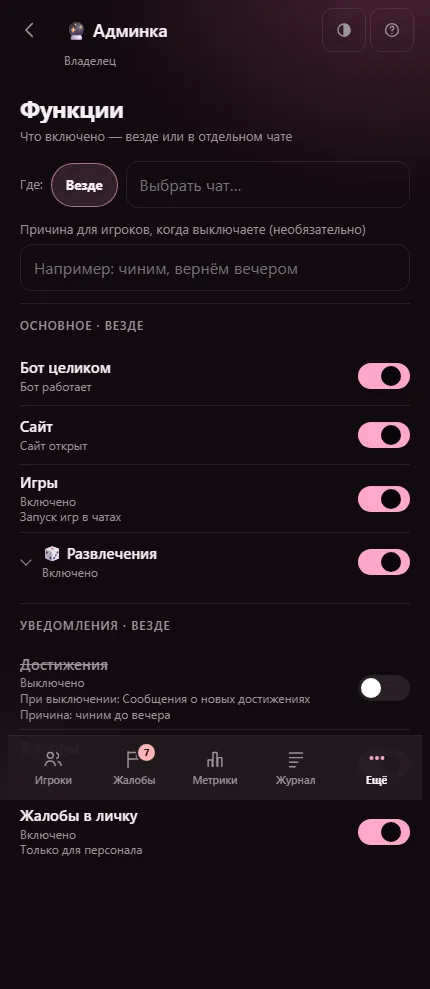 Админка
Владелец
Функции
Что включено — везде или в отдельном чате
Где:
Везде
Выбрать чат...
Причина для игроков, когда выключаете (необязательно)
Например: чиним, вернём вечером
ОСНОВНОЕ · ВЕЗДЕ
Бот целиком
Бот работает
Сайт
Сайт открыт
Игры
Включено
Запуск игр в чатах
Развлечения
Включено
УВЕДОМЛЕНИЯ · ВЕЗДЕ
Достижения
Выключено
При выключении: Сообщения о новых достижениях
Причина: чиним до вечера
7
Игроки
Жалобы
Метрики
Журнал
Ещё
Жалобы в личку
Включено
Только для персонала